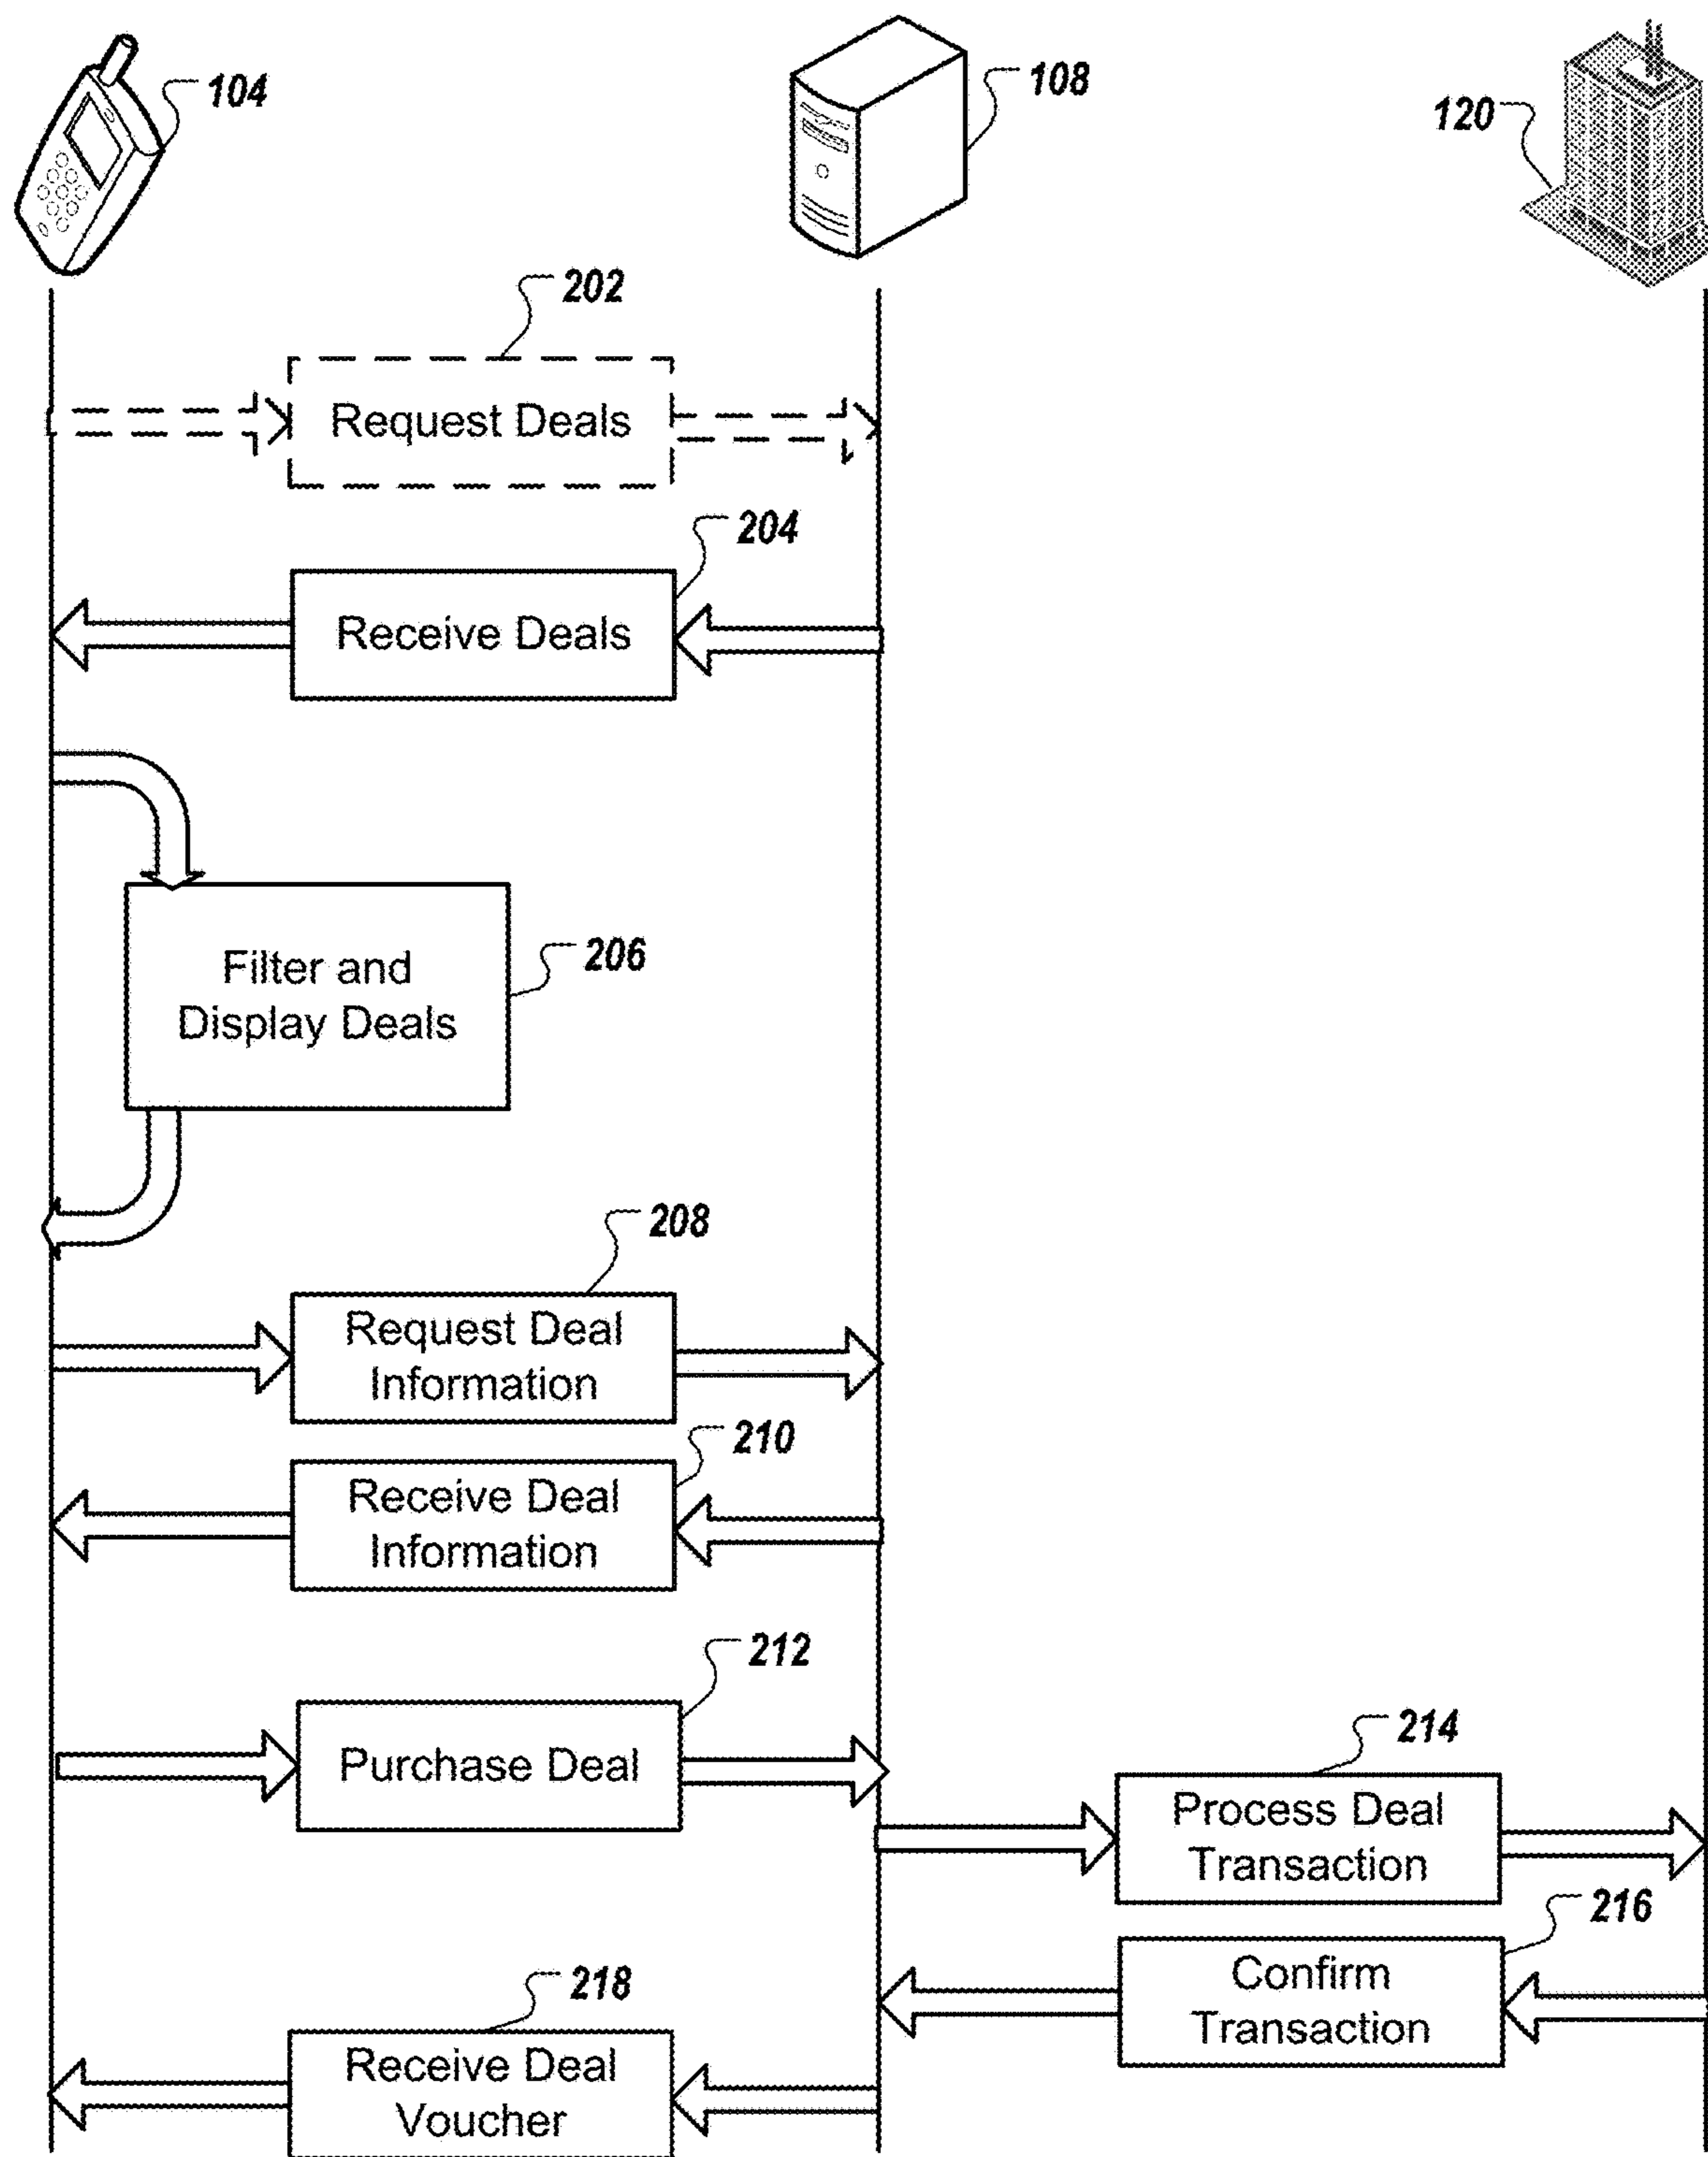 104
108
120
202
Request Deals
204
Receive Deals
Filter and
Display Deals
206
208
Request Deal
Information
210
Receive Deal
Information
212
Purchase Deal
214
Process Deal
Transaction
216
Confirm
Transaction
218
Receive Deal
Voucher